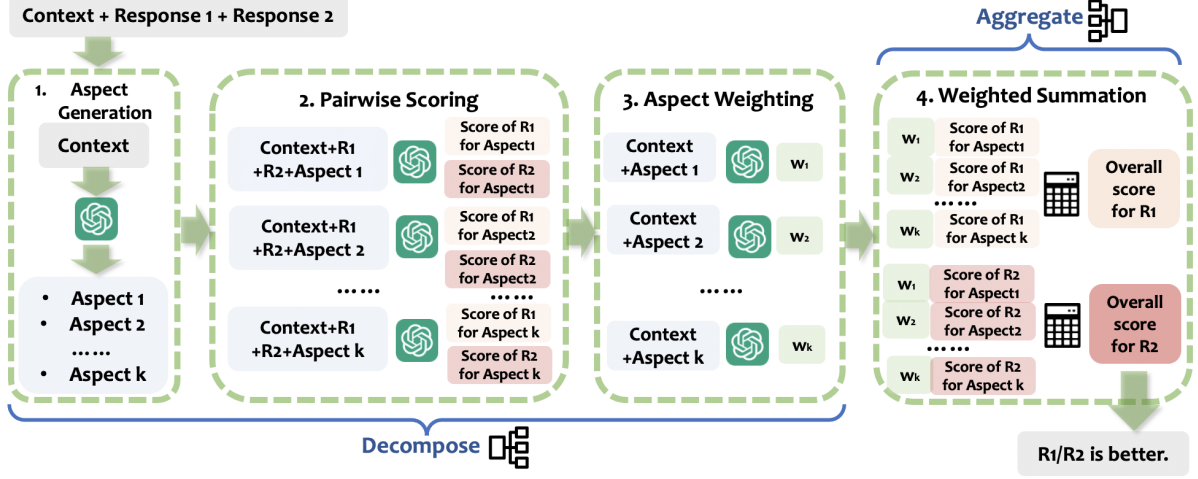 Context + Response 1 + Response 2
1. Aspect
Generation
Context
• Aspect 1
• Aspect 2
......
• Aspect k
2. Pairwise Scoring
Context+R1
+R2+Aspect 1
Score of R1
for Aspect1
Score of R2
for Aspect1
Context+R1
+R2+Aspect 2
Score of R1
for Aspect2
Score of R2
for Aspect2
......
......
Context+R1
+R2+Aspect k
Score of R1
for Aspect k
Score of R2
for Aspect k
3. Aspect Weighting
Context
+Aspect 1
W1
Context
+Aspect 2
W2
......
Context
+Aspect k
Wk
Decompose
Aggregate
4. Weighted Summation
W1
Score of R1
for Aspect1
W2
Score of R1
for Aspect2
......
Wk
Score of R1
for Aspect k
Overall
score
for R1
W1
Score of R2
for Aspect1
W2
Score of R2
for Aspect2
......
Wk
Score of R2
for Aspect k
Overall
score
for R2
R1/R2 is better.